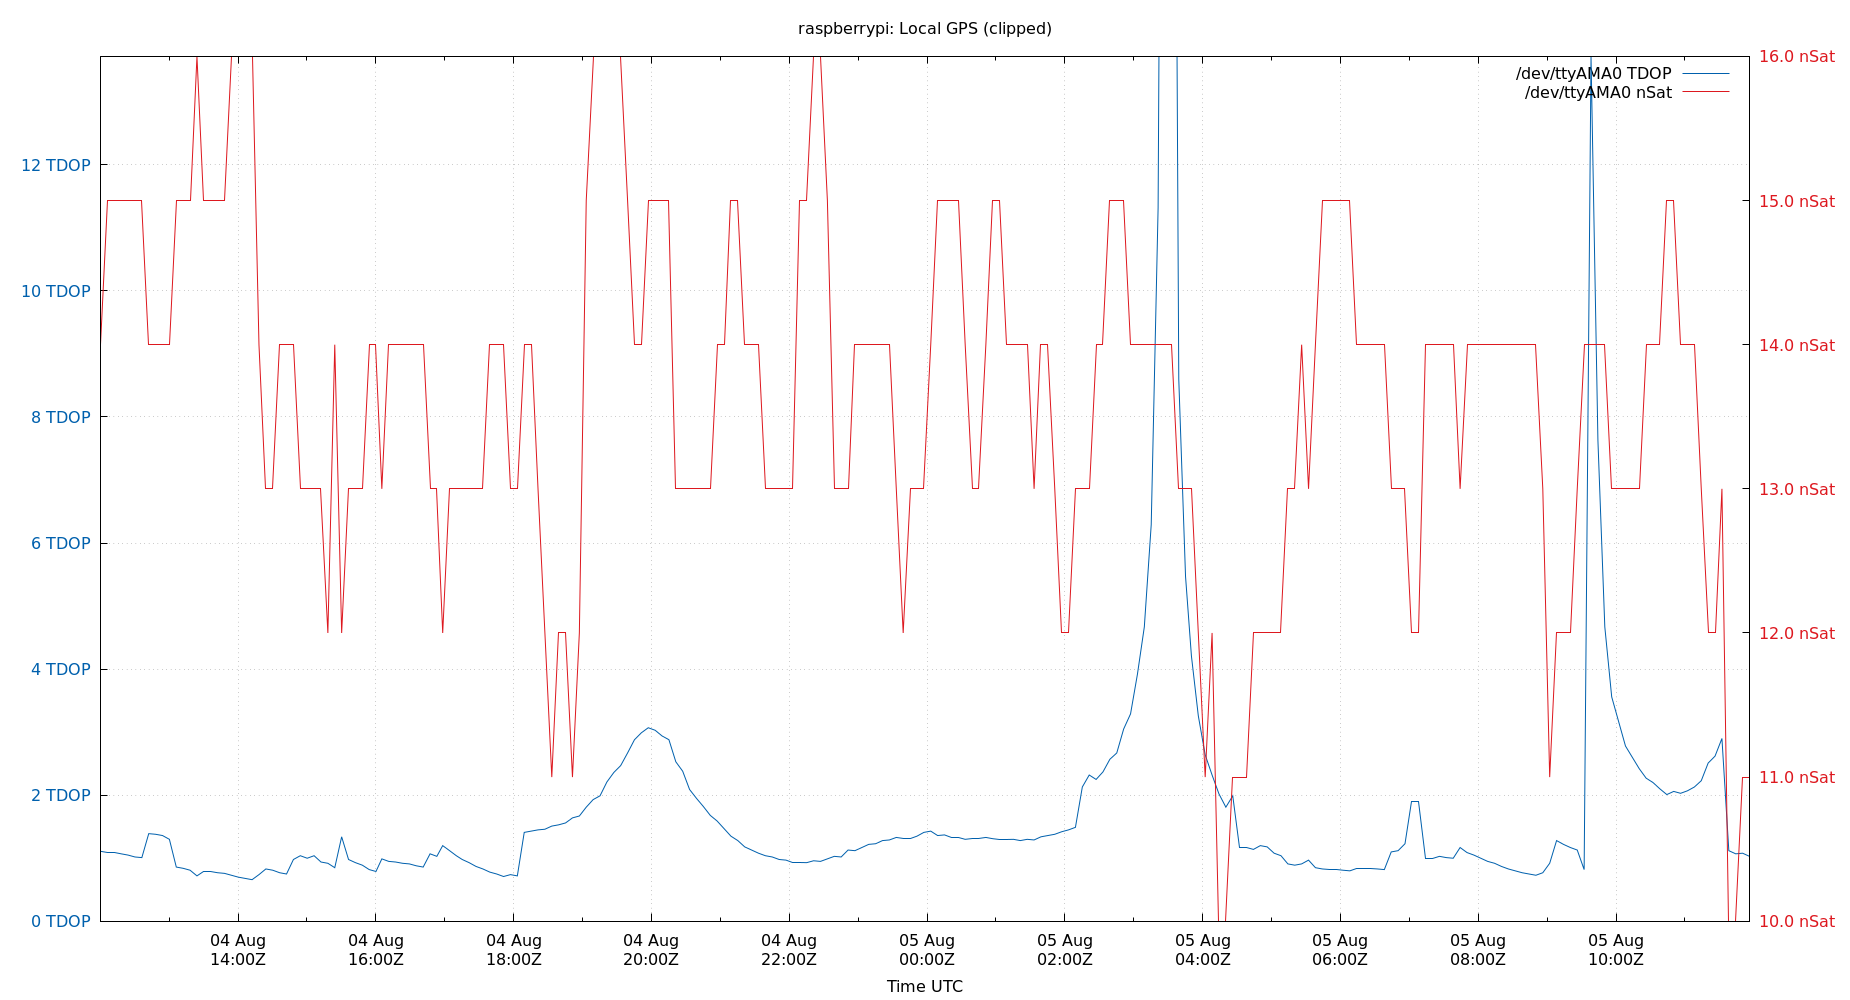 raspberrypi: Local GPS (clipped)
/dev/ttyAMA0 TDOP
/dev/ttyAMA0 nSat
12 TDOP
10 TDOP
8 TDOP
6 TDOP
4 TDOP
2 TDOP
0 TDOP
16.0 nSat
15.0 nSat
14.0 nSat
13.0 nSat
12.0 nSat
11.0 nSat
10.0 nSat
04 Aug
14:00Z
04 Aug
16:00Z
04 Aug
18:00Z
04 Aug
20:00Z
04 Aug
22:00Z
05 Aug
00:00Z
05 Aug
02:00Z
05 Aug
04:00Z
05 Aug
06:00Z
05 Aug
08:00Z
05 Aug
10:00Z
Time UTC